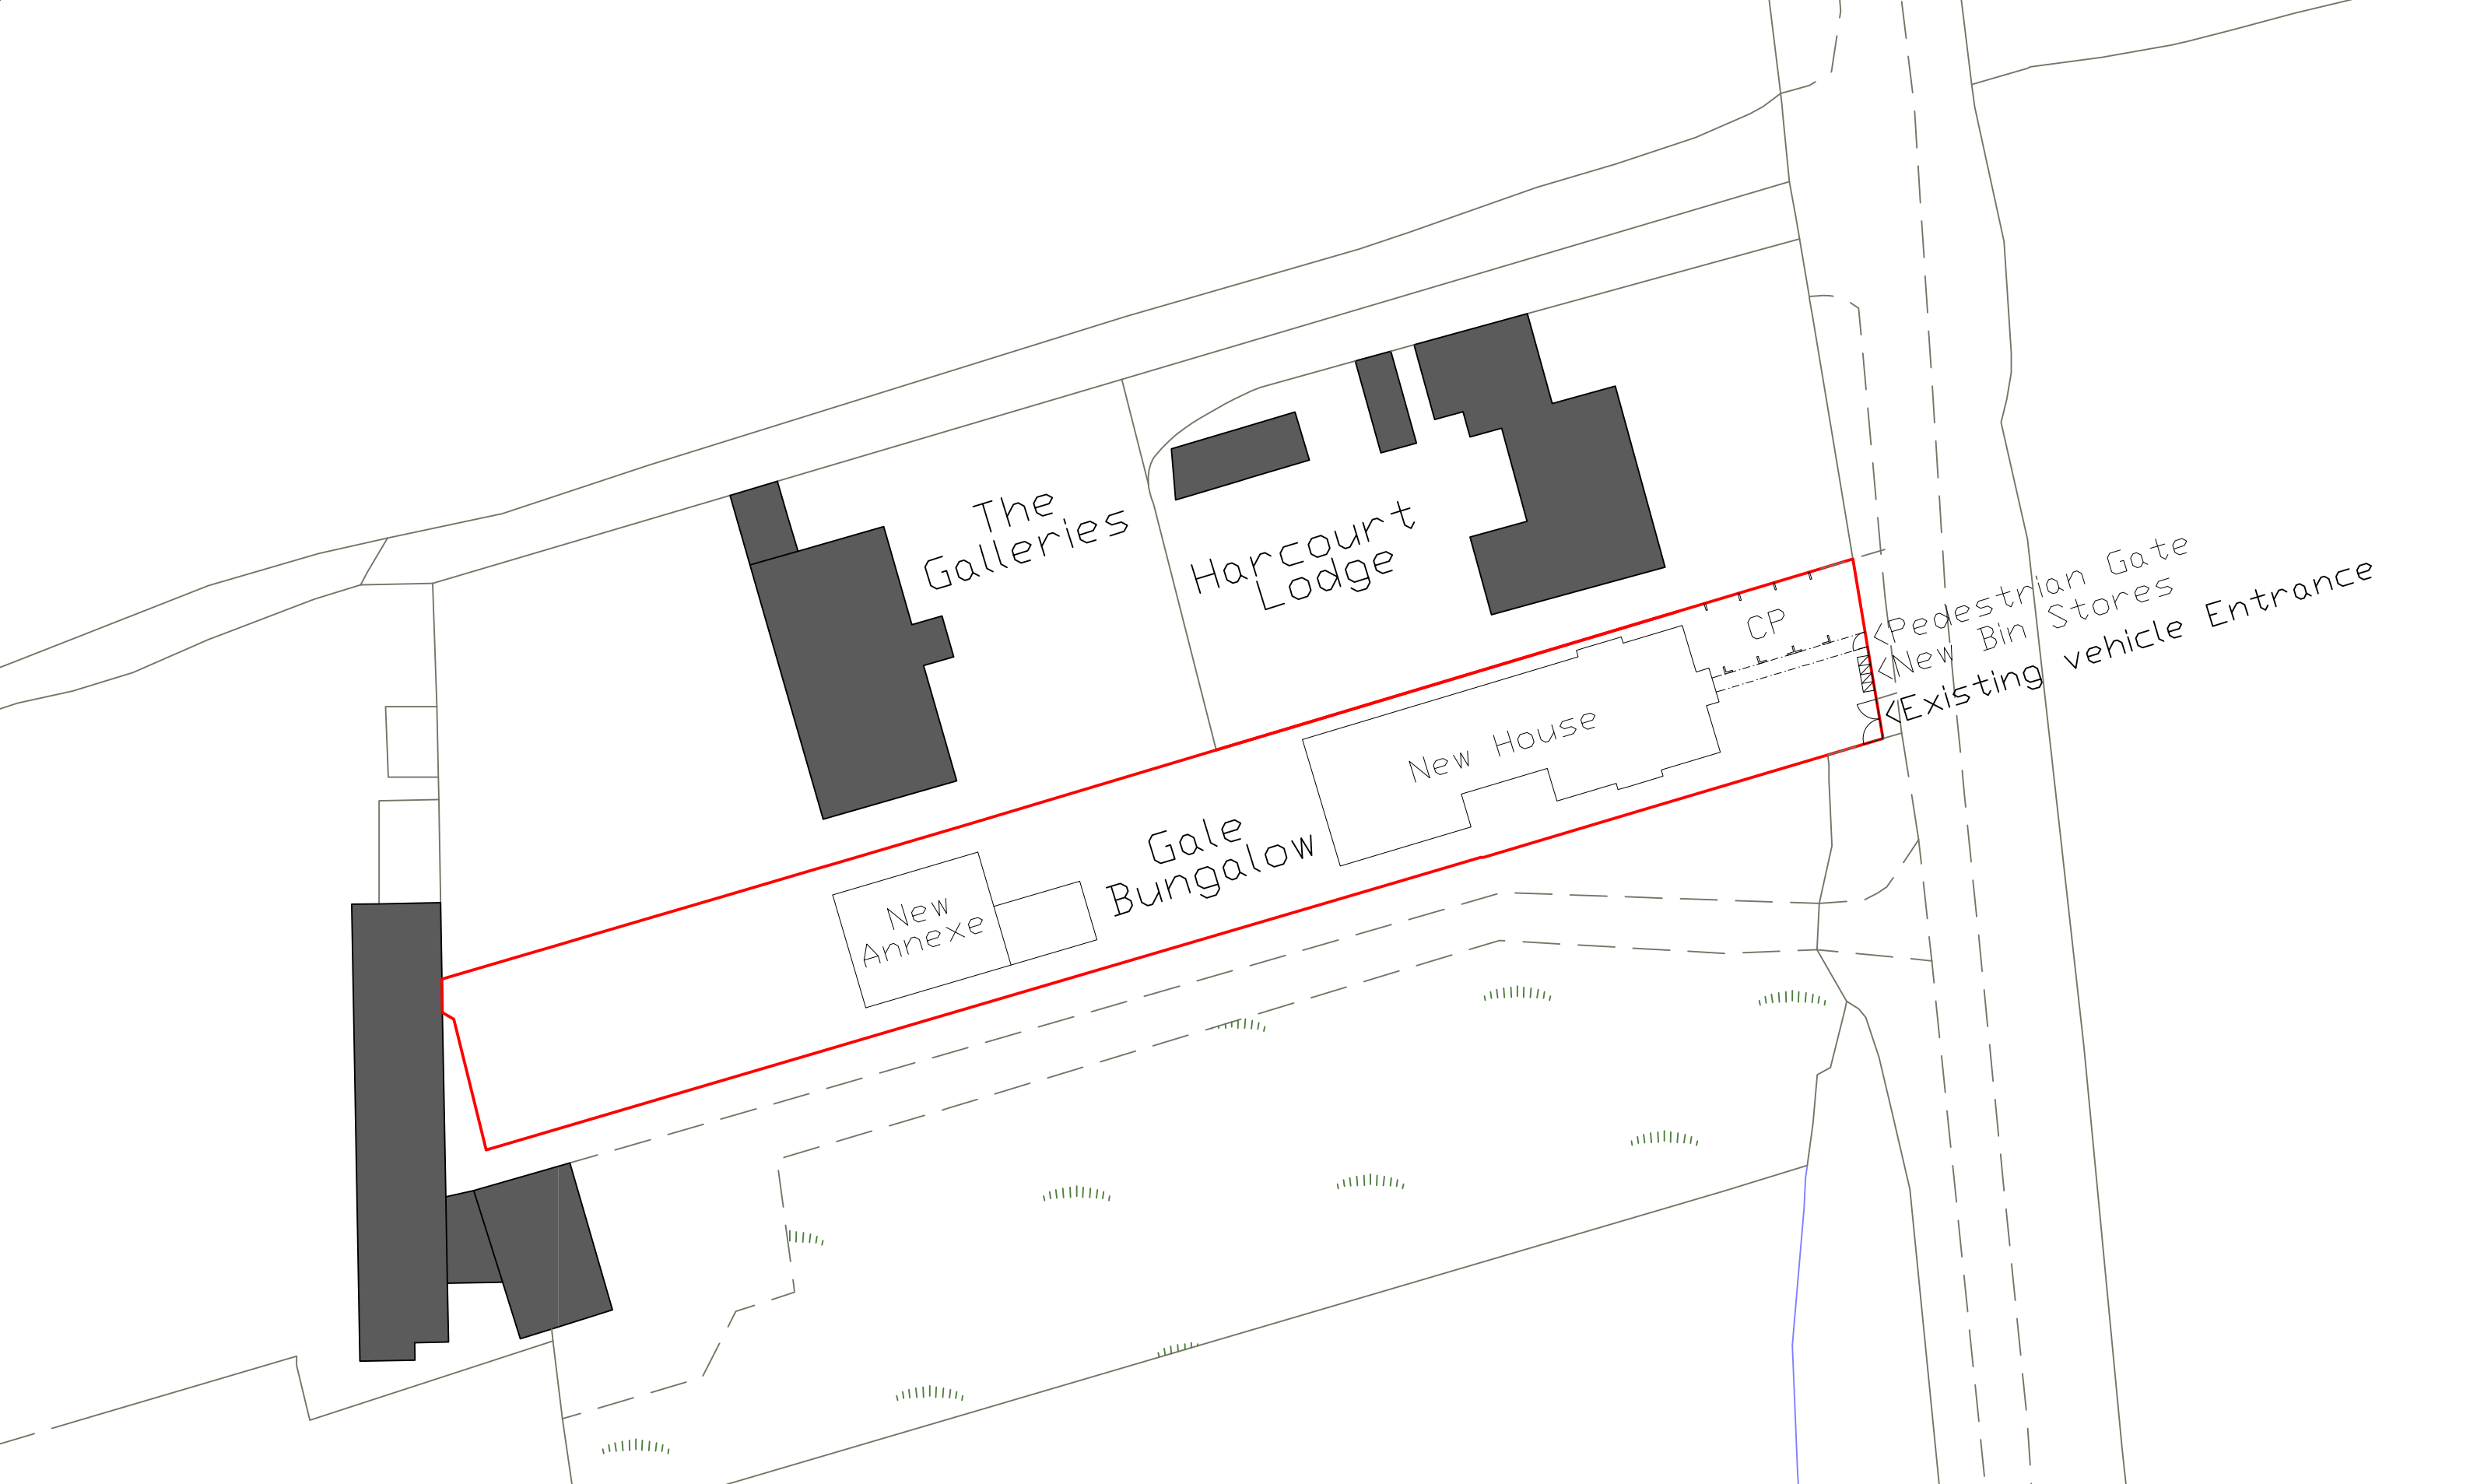 The
Galleries
Harcourt
Lodge
CP
<Pedestrian Gate
<New Bin Stores
<Existing vehicle Entrance
New House
Gale
Bungalow
New
Annexe